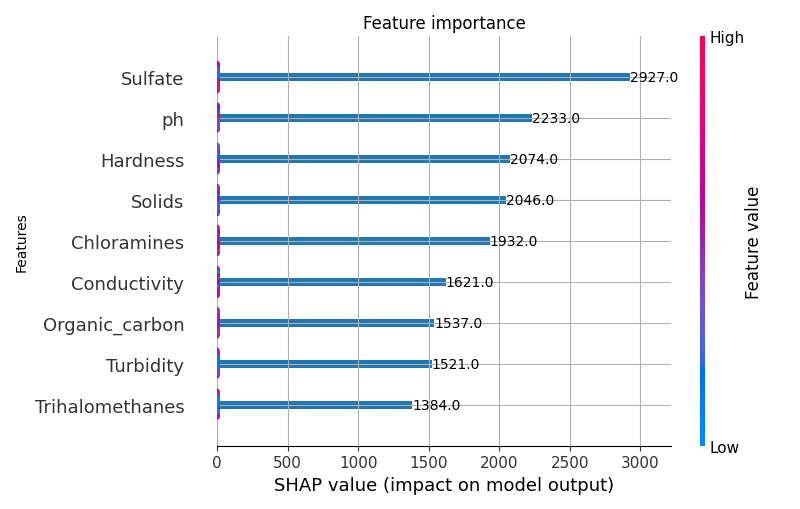 Feature importance
High
Sulfate
2927.0
ph
2233.0
Hardness
2074.0
Solids
2046.0
Chloramines
1932.0
Conductivity
1621.0
Organic_carbon
1537.0
Turbidity
1521.0
Trihalomethanes
1384.0
Features
Feature value
Low
0 500 1000 1500 2000 2500 3000
SHAP value (impact on model output)